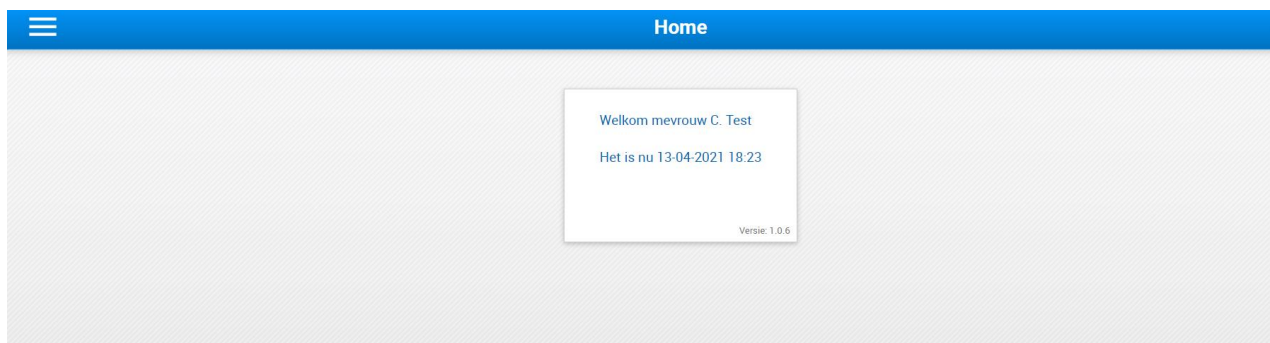 Home
Welkom mevrouw C. Test
Het is nu 13-04-2021 18:23
Versie: 1.0.6